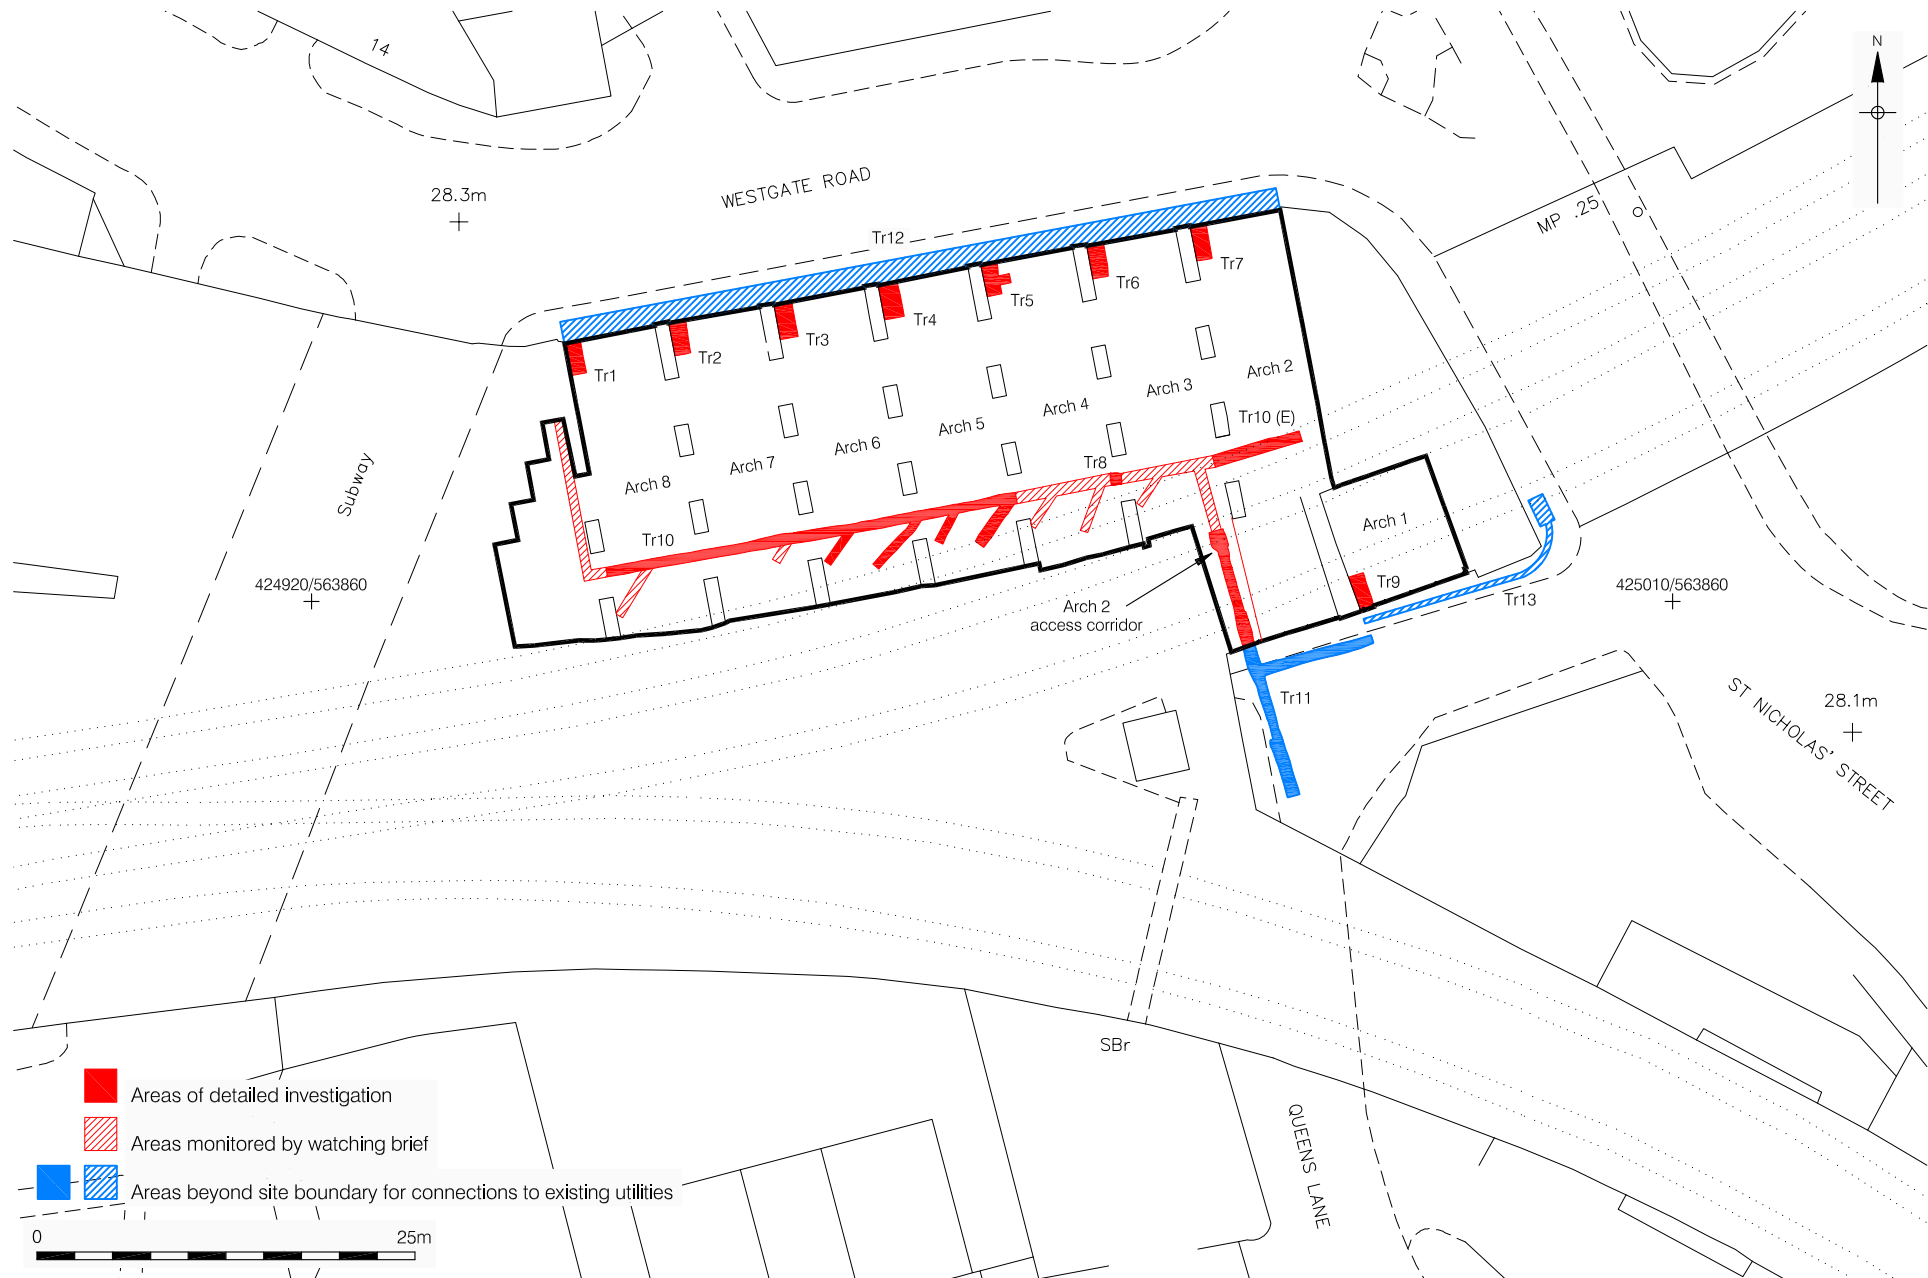 14
N
28.3m
WESTGATE ROAD
MP .25
Tr12
Tr7
Tr6
Tr5
Tr4
Tr3
Tr2
Tr1
Arch 2
Arch 3
Arch 4
Arch 5
Arch 6
Arch 7
Arch 8
Tr10 (E)
Tr8
Subway
Arch 1
Tr10
Tr9
424920/563860
425010/563860
Tr13
Arch 2
access corridor
Tr11
ST NICHOLAS' STREET
28.1m
SBr
QUEENS LANE
Areas of detailed investigation
Areas monitored by watching brief
Areas beyond site boundary for connections to existing utilities
0 25m